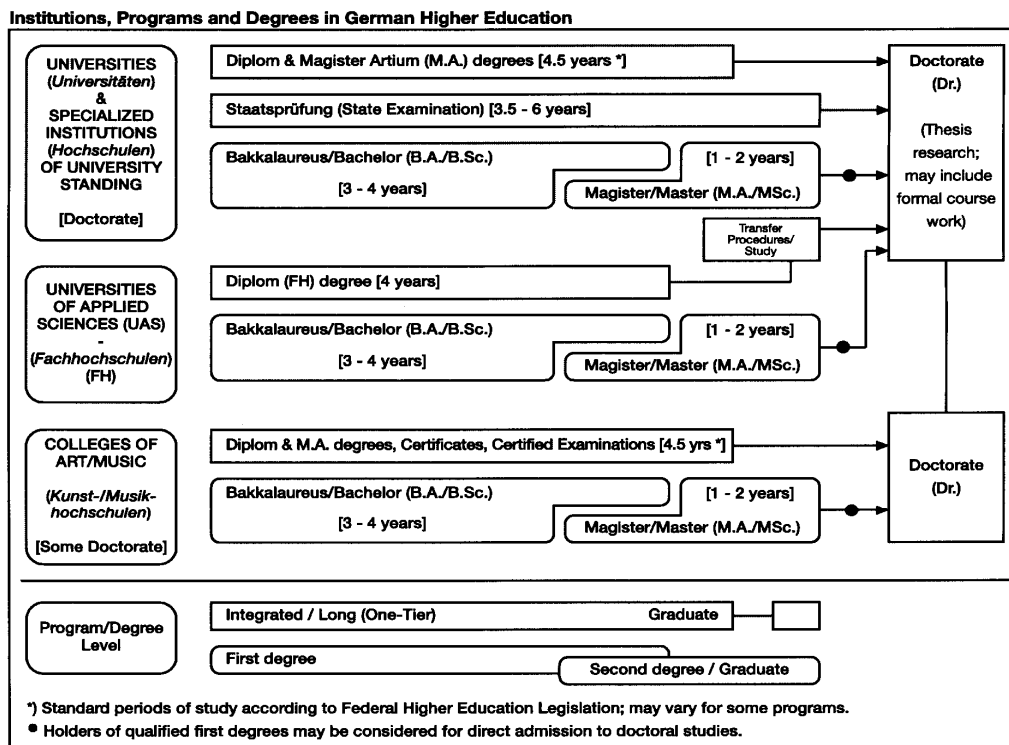 Institutions, Programs and Degrees in German Higher Education
UNIVERSITIES
(Universitäten)
&
SPECIALIZED
INSTITUTIONS
(Hochschulen)
OF UNIVERSITY
STANDING
[Doctorate]
Diplom & Magister Artium (M.A.) degrees [4.5 years *]
Staatsprüfung (State Examination) [3.5 - 6 years]
Bakkalaureus/Bachelor (B.A./B.Sc.)
[3 - 4 years]
[1 - 2 years]
Magister/Master (M.A./MSc.)
Doctorate
(Dr.)
(Thesis
research;
may include
formal course
work)
Transfer
Procedures/
Study
UNIVERSITIES
OF APPLIED
SCIENCES (UAS)
-
(Fachhochschulen)
(FH)
Diplom (FH) degree [4 years]
Bakkalaureus/Bachelor (B.A./B.Sc.)
[3 - 4 years]
[1 - 2 years]
Magister/Master (M.A./MSc.)
COLLEGES OF
ART/MUSIC
(Kunst-/Musik-
hochschulen)
[Some Doctorate]
Diplom & M.A. degrees, Certificates, Certified Examinations [4.5 yrs *]
Bakkalaureus/Bachelor (B.A./B.Sc.)
[3 - 4 years]
[1 - 2 years]
Magister/Master (M.A./MSc.)
Doctorate
(Dr.)
Program/Degree
Level
Integrated / Long (One-Tier) Graduate
First degree
Second degree / Graduate
*) Standard periods of study according to Federal Higher Education Legislation; may vary for some programs.
● Holders of qualified first degrees may be considered for direct admission to doctoral studies.